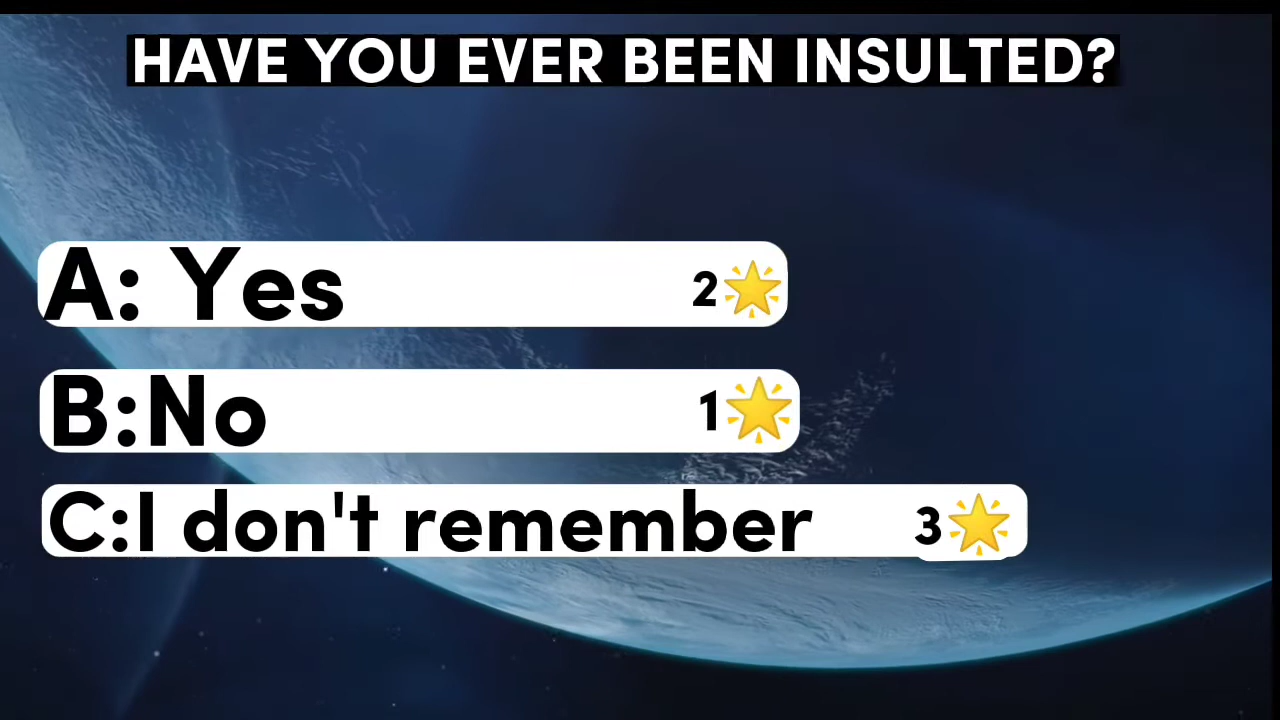 HAVE YOU EVER BEEN INSULTED?
A: Yes 2🌟
B:No 1🌟
C:I don't remember 3🌟